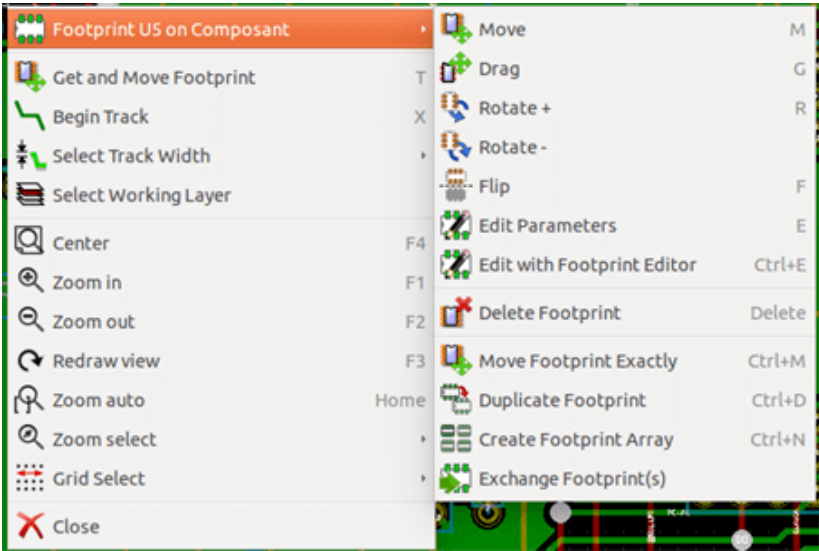 Footprint U5 on Composant
Get and Move Footprint T
Begin Track X
Select Track Width
Select Working Layer
Center F4
Zoom in F1
Zoom out F2
Redraw view F3
Zoom auto Home
Zoom select
Grid Select
Close
Move M
Drag G
Rotate + R
Rotate -
Flip F
Edit Parameters E
Edit with Footprint Editor Ctrl+E
Delete Footprint Delete
Move Footprint Exactly Ctrl+M
Duplicate Footprint Ctrl+D
Create Footprint Array Ctrl+N
Exchange Footprint(s)